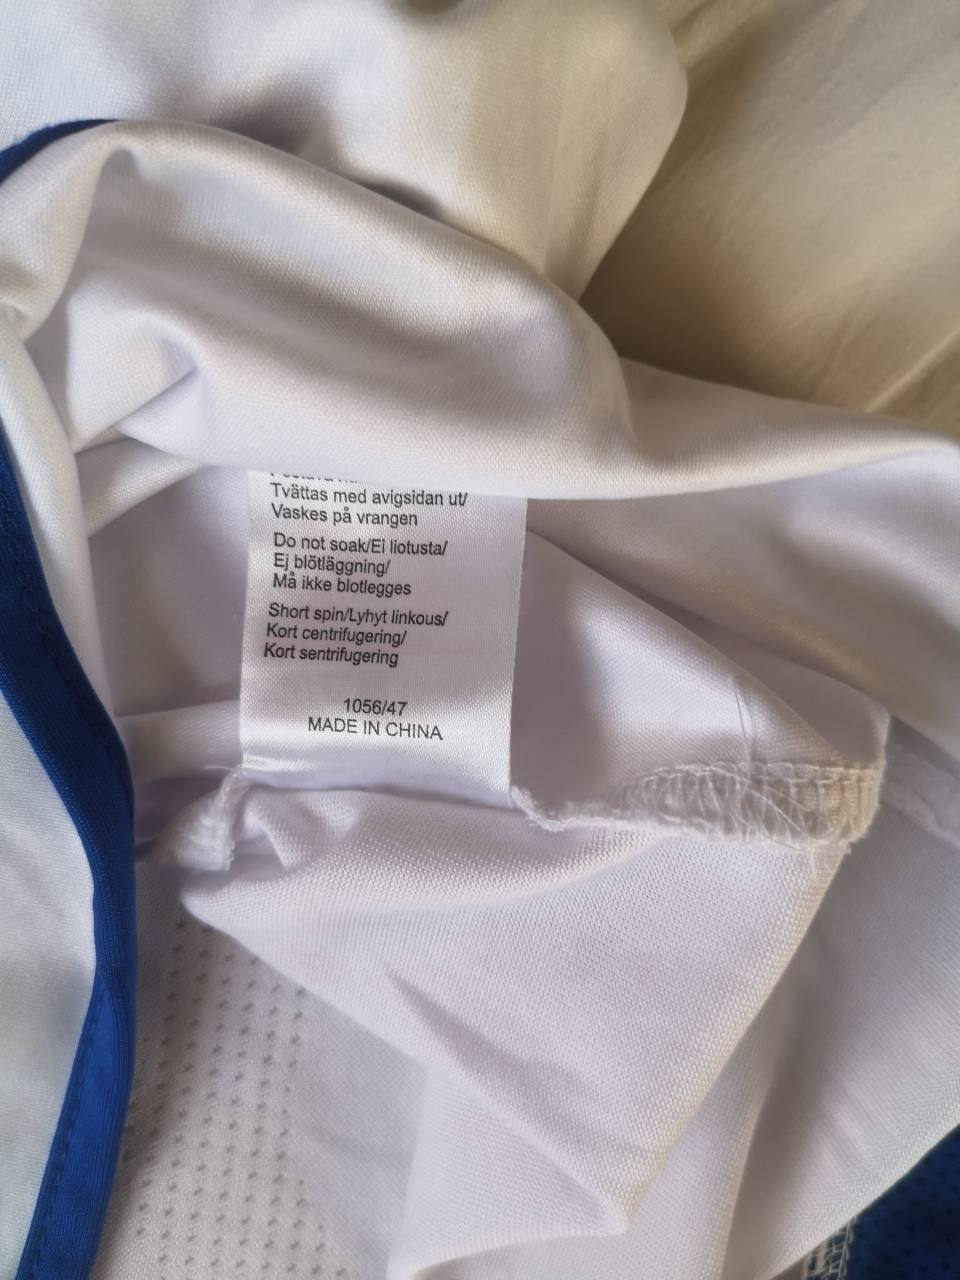 Tvättas med avigsidan ut/
Vaskes på vrangen
Do not soak/Ei liotusta/
Ej blötläggning/
Må ikke blotlegges
Short spin/Lyhyt linkous/
Kort centrifugering/
Kort sentrifugering
1056/47
MADE IN CHINA